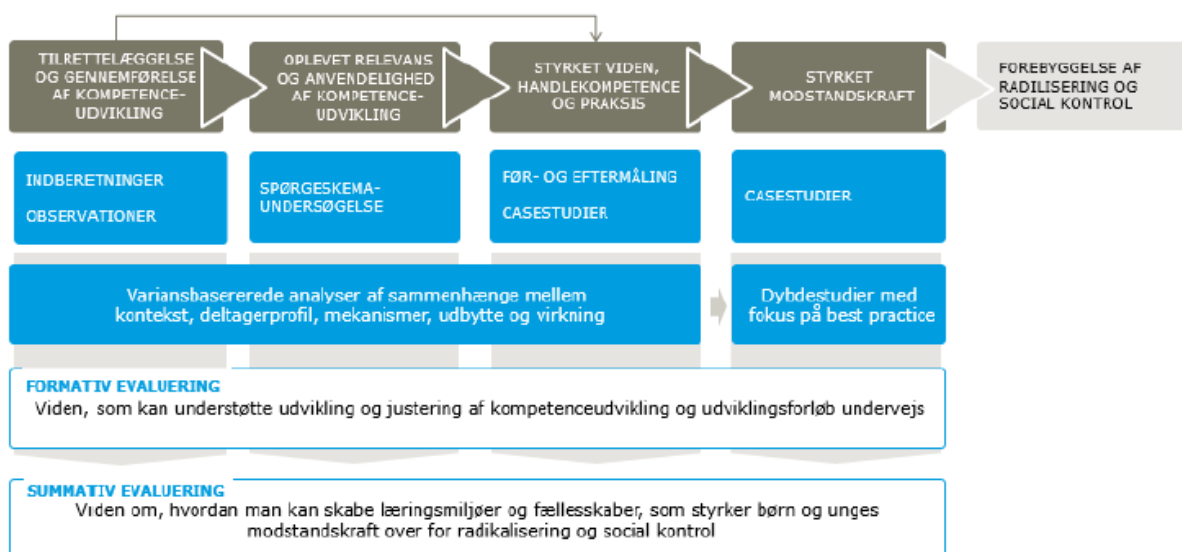 TILRETTELÆGGELSE
OG GENNEMFØRELSE
AF KOMPETENCE-
UDVIKLING
OPLEVET RELEVANS
OG ANVENDELIGHED
AF KOMPETENCE-
UDVIKLING
STYRKET VIDEN,
HANDLEKOMPETENCE
OG PRAKSIS
STYRKET
MODSTANDSKRAFT
FOREBYGGELSE AF
RADILISERING OG
SOCIAL KONTROL
INDBERETNINGER
OBSERVATIONER
SPØRGESKEMA-
UNDERSØGELSE
FØR- OG EFTERMÅLING
CASESTUDIER
CASESTUDIER
Variansbasererede analyser af sammenhænge mellem
kontekst, deltagerprofil, mekanismer, udbytte og virkning
Dybdestudier med
fokus på best practice
FORMATIV EVALUERING
Viden, som kan understøtte udvikling og justering af kompetenceudvikling og udviklingsforløb undervejs
SUMMATIV EVALUERING
Viden om, hvordan man kan skabe læringsmiljøer og fællesskaber, som styrker børn og unges
modstandskraft over for radikalisering og social kontrol